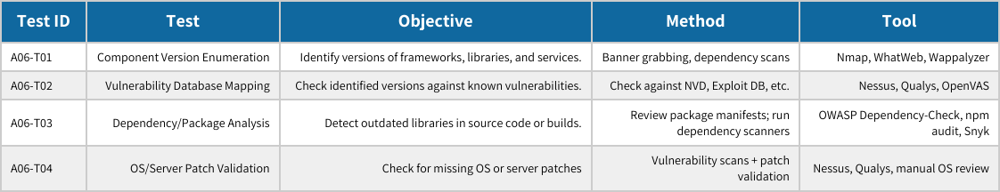 Test ID Test Objective Method Tool
A06-T01 Component Version Enumeration Identify versions of frameworks, libraries, and services. Banner grabbing, dependency scans Nmap, WhatWeb, Wappalyzer
A06-T02 Vulnerability Database Mapping Check identified versions against known vulnerabilities. Check against NVD, Exploit DB, etc. Nessus, Qualys, OpenVAS
A06-T03 Dependency/Package Analysis Detect outdated libraries in source code or builds. Review package manifests; run
dependency scanners
OWASP Dependency-Check, npm
audit, Snyk
A06-T04 OS/Server Patch Validation Check for missing OS or server patches Vulnerability scans + patch
validation
Nessus, Qualys, manual OS review